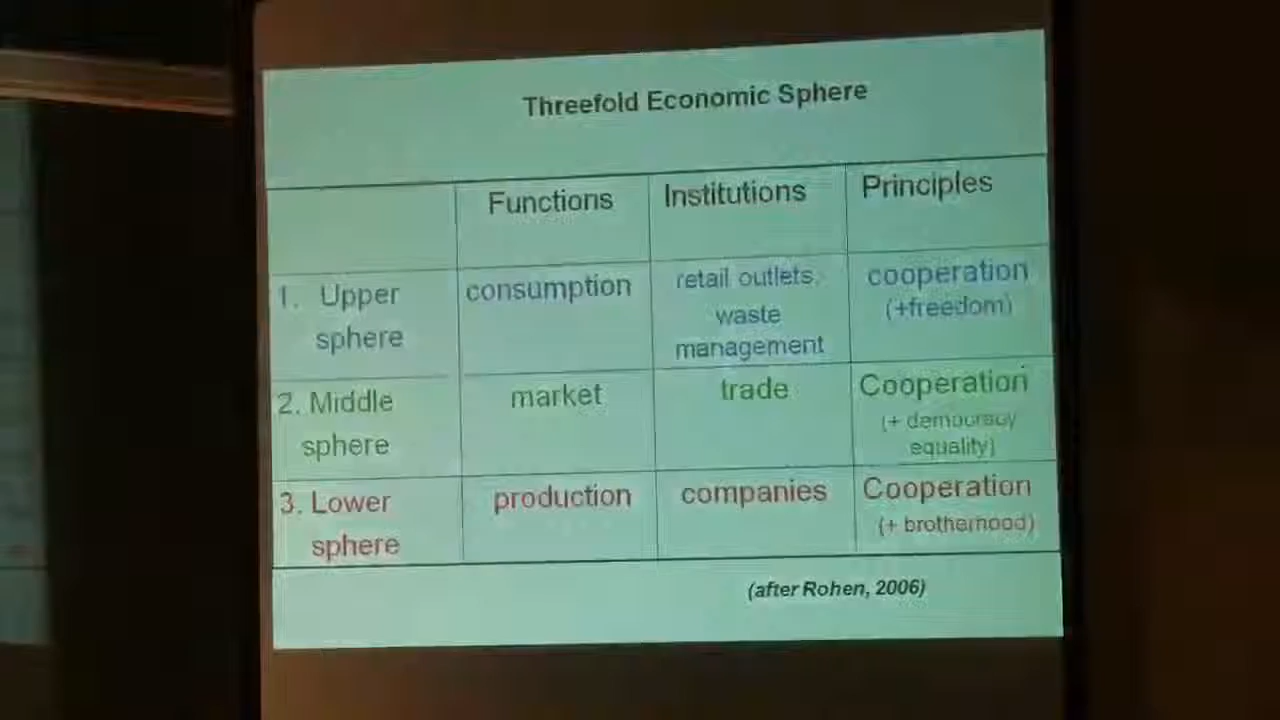 Threefold Economic Sphere
Functions Institutions Principles
1. Upper sphere consumption retail outlets, waste management cooperation (+freedom)
2. Middle sphere market trade Cooperation (+ democracy equality)
3. Lower sphere production companies Cooperation (+ brotherhood)
(after Rohen, 2006)